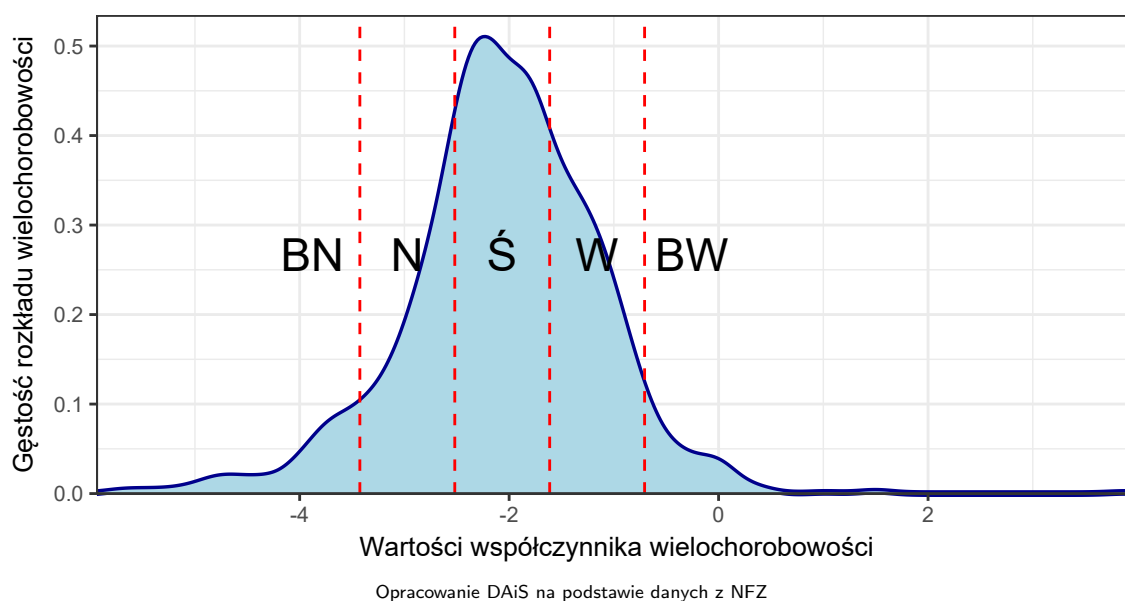 Gęstość rozkładu wielochorobowości
0.5
0.4
0.3
0.2
0.1
0.0
BN N Ś W BW
-4 -2 0 2
Wartości współczynnika wielochorobowości
Opracowanie DAiS na podstawie danych z NFZ